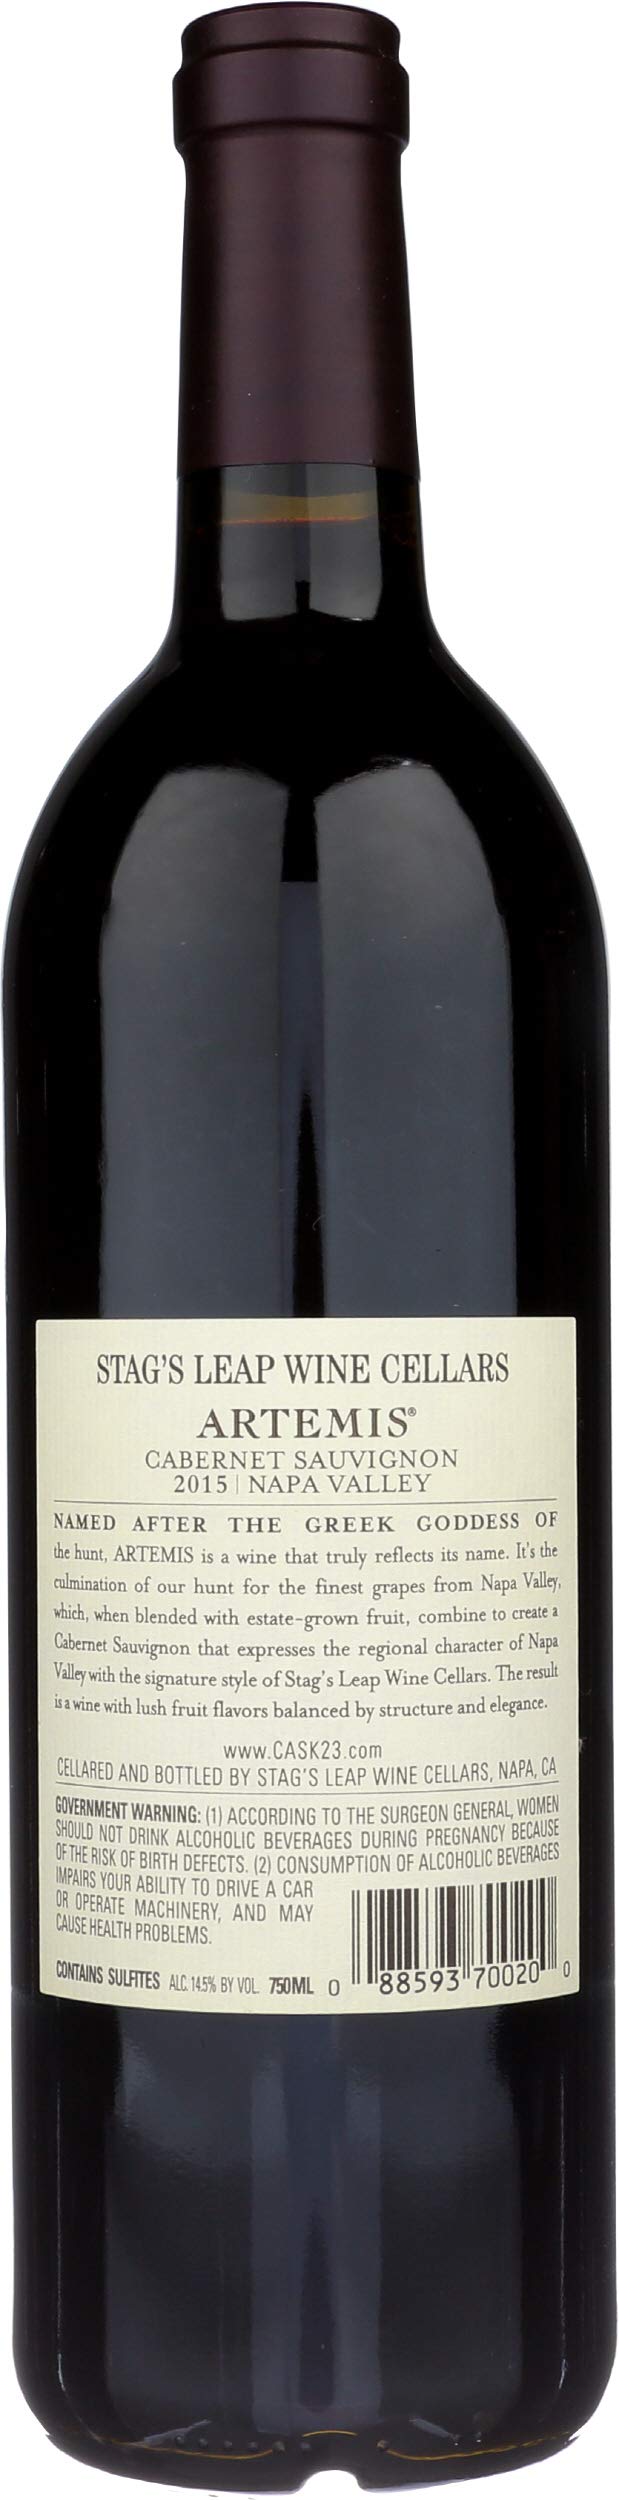 STAG'S LEAP WINE CELLARS
ARTEMIS®
CABERNET SAUVIGNON
2015 | NAPA VALLEY
NAMED AFTER THE GREEK GODDESS OF
the hunt, ARTEMIS is a wine that truly reflects its name. It's the
culmination of our hunt for the finest grapes from Napa Valley,
which, when blended with estate-grown fruit, combine to create a
Cabernet Sauvignon that expresses the regional character of Napa
Valley with the signature style of Stag's Leap Wine Cellars. The result
is a wine with lush fruit flavors balanced by structure and elegance.
www.CASK23.com
CELLARED AND BOTTLED BY STAG'S LEAP WINE CELLARS, NAPA, CA
GOVERNMENT WARNING: (1) ACCORDING TO THE SURGEON GENERAL, WOMEN
SHOULD NOT DRINK ALCOHOLIC BEVERAGES DURING PREGNANCY BECAUSE
OF THE RISK OF BIRTH DEFECTS. (2) CONSUMPTION OF ALCOHOLIC BEVERAGES
IMPAIRS YOUR ABILITY TO DRIVE A CAR
OR OPERATE MACHINERY, AND MAY
CAUSE HEALTH PROBLEMS.
CONTAINS SULFITES ALC. 14.5% BY VOL. 750ML
0 88593 70020 0